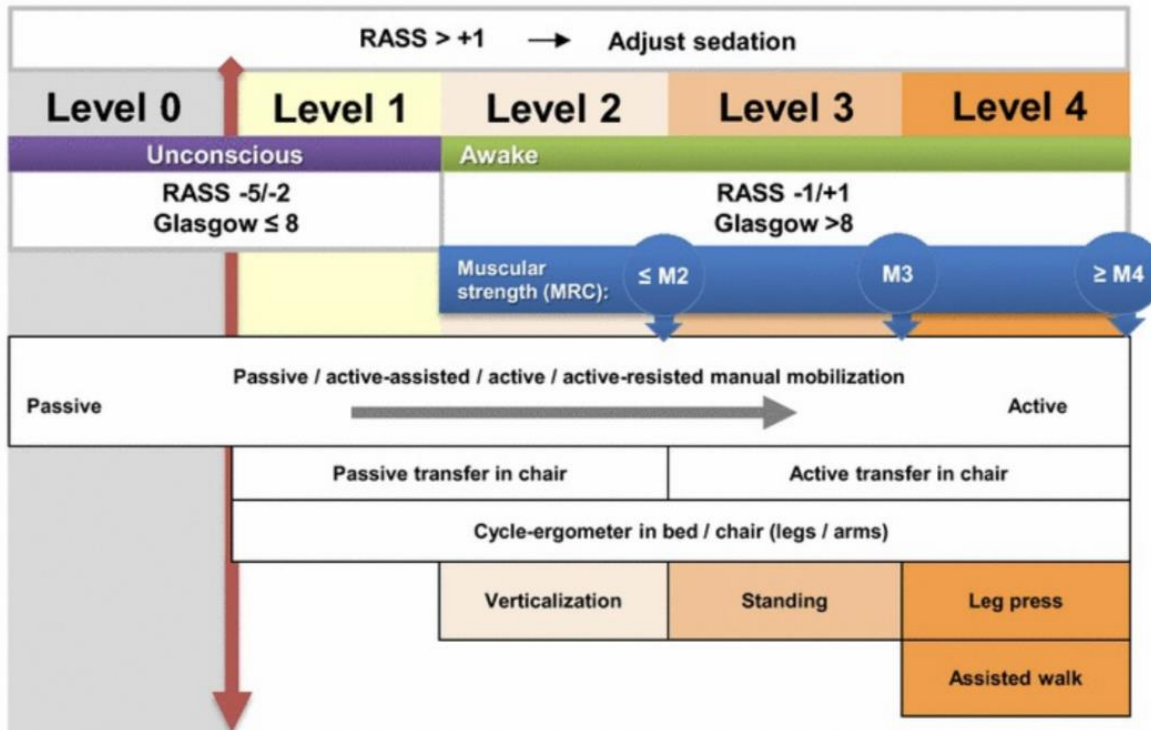 RASS > +1 → Adjust sedation
Level 0 Level 1 Level 2 Level 3 Level 4
Unconscious Awake
RASS -5/-2
Glasgow ≤ 8
RASS -1/+1
Glasgow >8
Muscular
strength (MRC):
≤ M2 M3 ≥ M4
Passive / active-assisted / active / active-resisted manual mobilization
Passive Active
Passive transfer in chair Active transfer in chair
Cycle-ergometer in bed / chair (legs / arms)
Verticalization Standing Leg press
Assisted walk